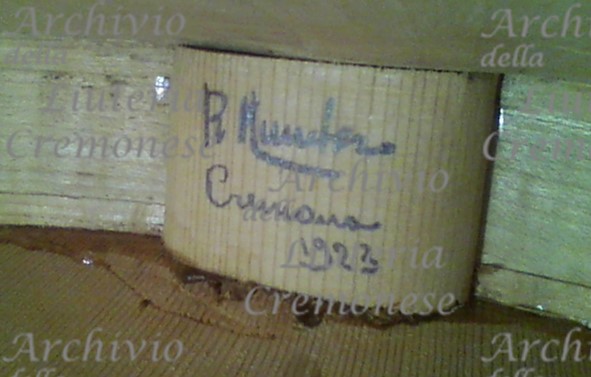 Archivio
della
Liuteria
Cremonese
Cremona
1923